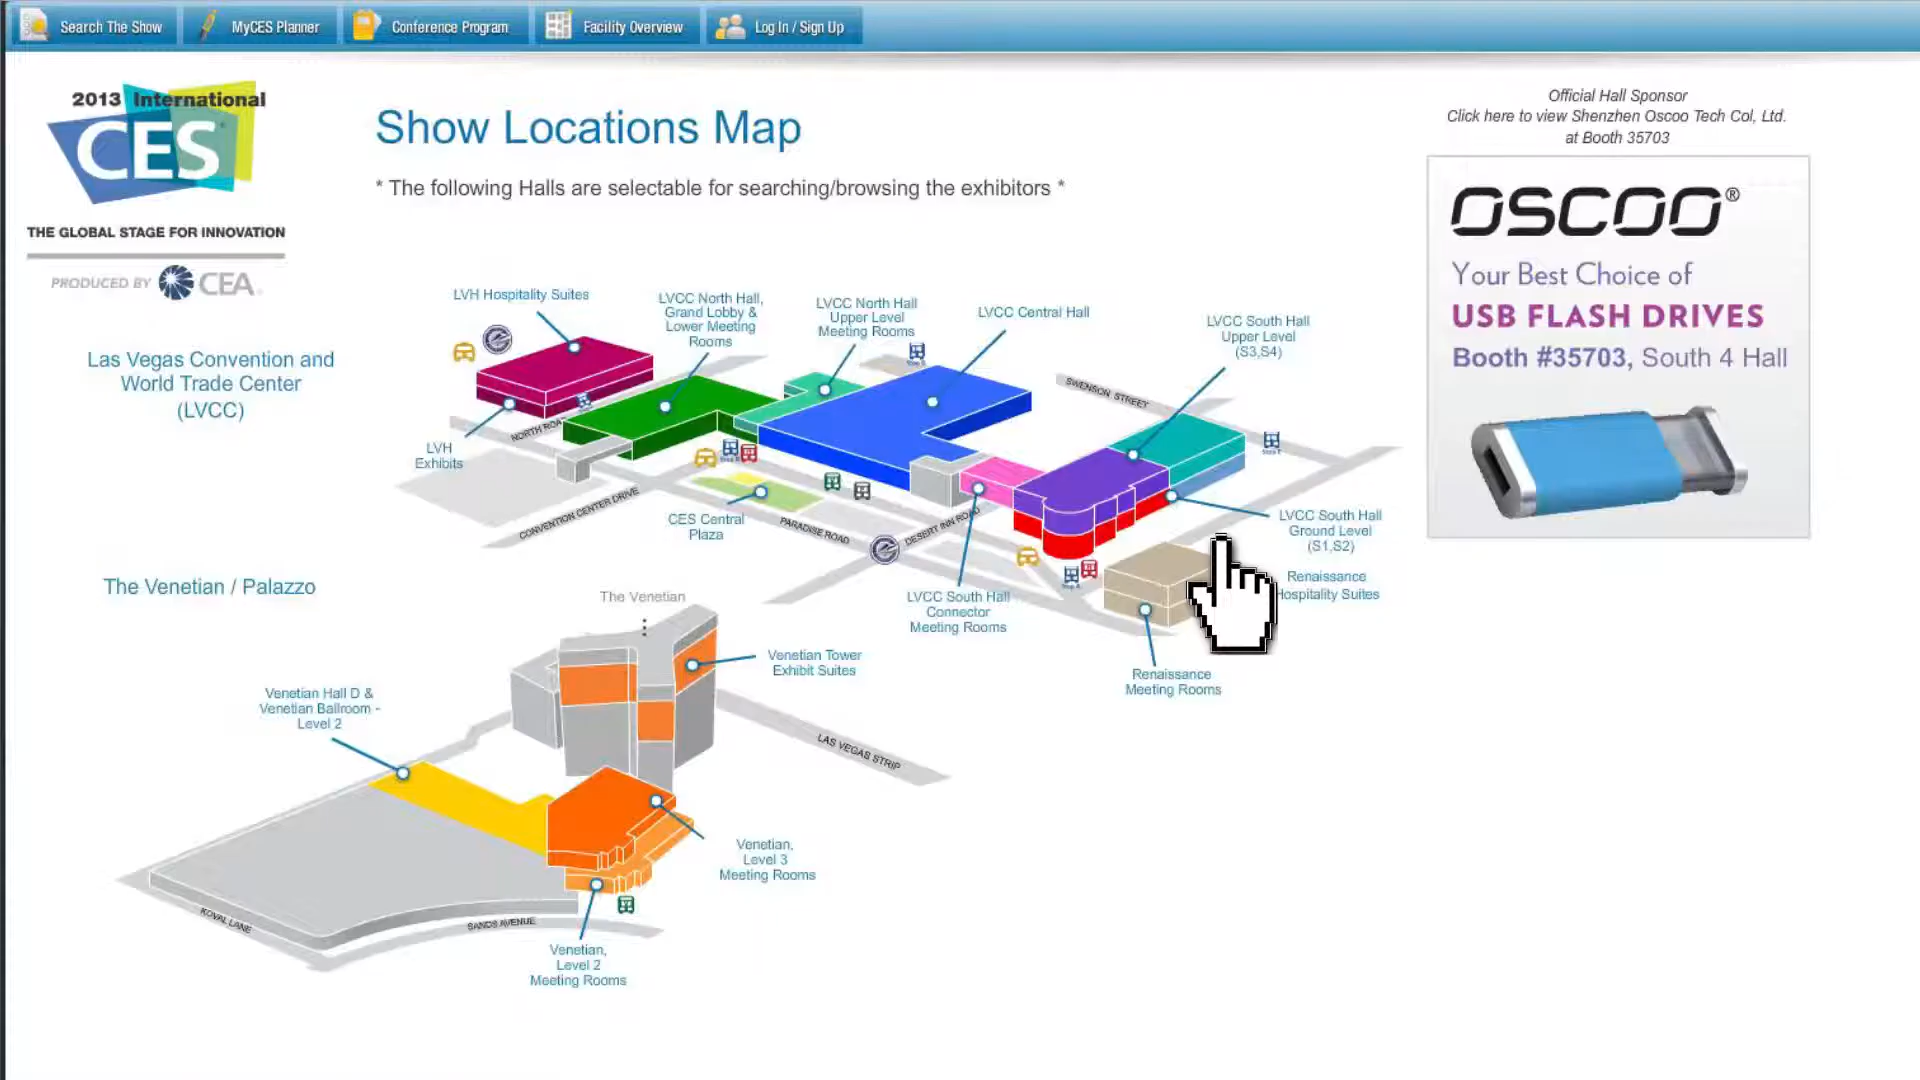 Search The Show
MyCES Planner
Conference Program
Facility Overview
Log In / Sign Up
2013 International
CES
THE GLOBAL STAGE FOR INNOVATION
PRODUCED BY CEA
Show Locations Map
* The following Halls are selectable for searching/browsing the exhibitors *
Official Hall Sponsor
Click here to view Shenzhen Oscoo Tech Col, Ltd.
at Booth 35703
OSCOO®
Your Best Choice of
USB FLASH DRIVES
Booth #35703, South 4 Hall
Las Vegas Convention and
World Trade Center
(LVCC)
LVH Hospitality Suites
LVCC North Hall,
Grand Lobby &
Lower Meeting
Rooms
LVCC North Hall
Upper Level
Meeting Rooms
LVCC Central Hall
LVCC South Hall
Upper Level
(S3,S4)
SWENSON STREET
NORTH ROA
LVH
Exhibits
CONVENTION CENTER DRIVE
CES Central
Plaza
PARADISE ROAD
DESERT INN ROAD
LVCC South Hall
Ground Level
(S1,S2)
Renaissance
Hospitality Suites
LVCC South Hall
Connector
Meeting Rooms
Renaissance
Meeting Rooms
The Venetian / Palazzo
The Venetian
Venetian Tower
Exhibit Suites
Venetian Hall D &
Venetian Ballroom -
Level 2
LAS VEGAS STRIP
Venetian,
Level 3
Meeting Rooms
KOVAL LANE
SANDS AVENUE
Venetian,
Level 2
Meeting Rooms